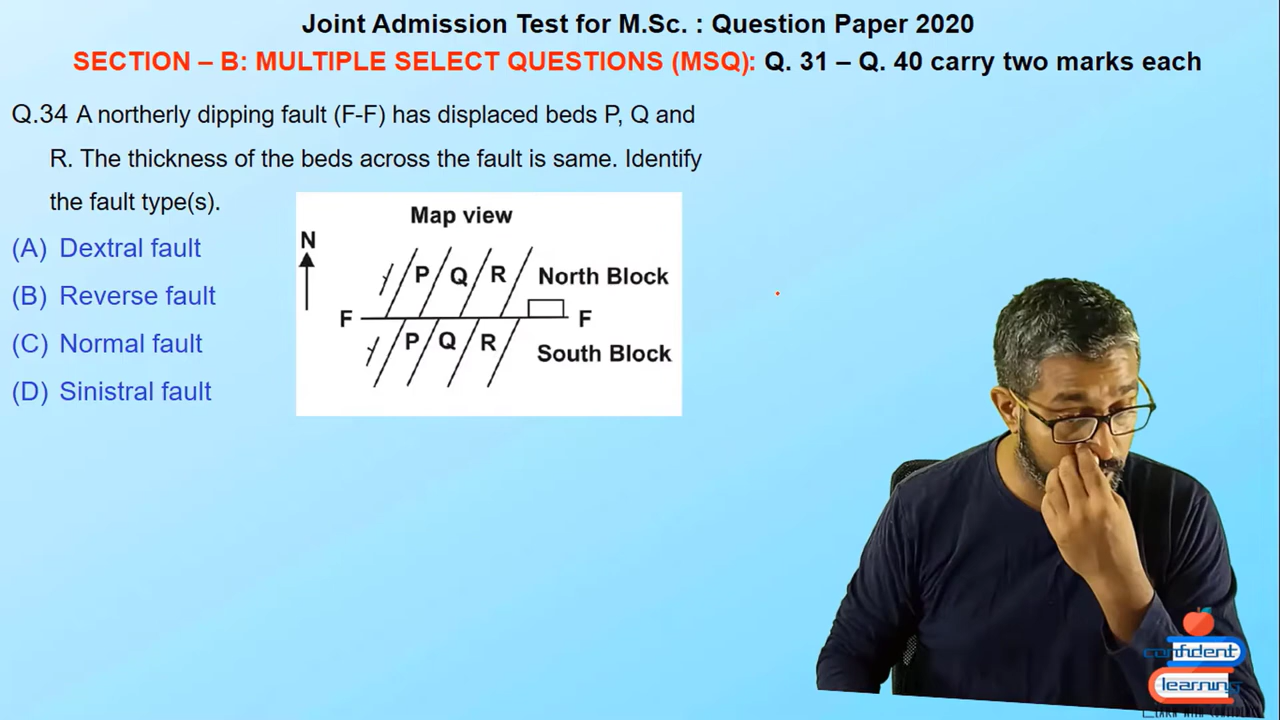 Joint Admission Test for M.Sc. : Question Paper 2020
SECTION – B: MULTIPLE SELECT QUESTIONS (MSQ): Q. 31 – Q. 40 carry two marks each
Q.34 A northerly dipping fault (F-F) has displaced beds P, Q and
R. The thickness of the beds across the fault is same. Identify
the fault type(s).
(A) Dextral fault
(B) Reverse fault
(C) Normal fault
(D) Sinistral fault
Map view
N
P Q R North Block
F F
P Q R South Block
confident
learning